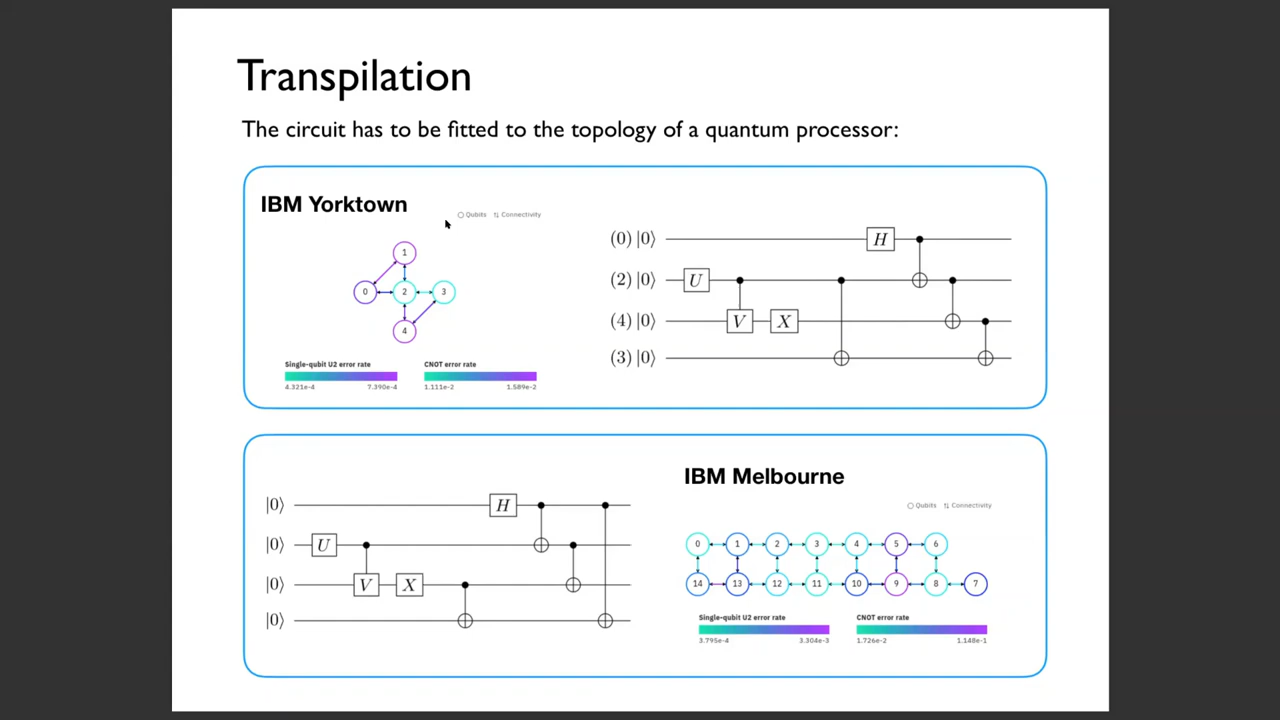 Transpilation
The circuit has to be fitted to the topology of a quantum processor:
IBM Yorktown
Qubits Connectivity
1
0 2 3
4
Single-qubit U2 error rate CNOT error rate
4.321e-4 7.390e-4 1.111e-2 1.589e-2
(0) |0⟩ H
(2) |0⟩ U
(4) |0⟩ V X
(3) |0⟩
|0⟩ H
|0⟩ U
|0⟩ V X
|0⟩
IBM Melbourne
Qubits Connectivity
0 1 2 3 4 5 6
14 13 12 11 10 9 8 7
Single-qubit U2 error rate CNOT error rate
3.795e-4 3.304e-3 1.726e-2 1.148e-1